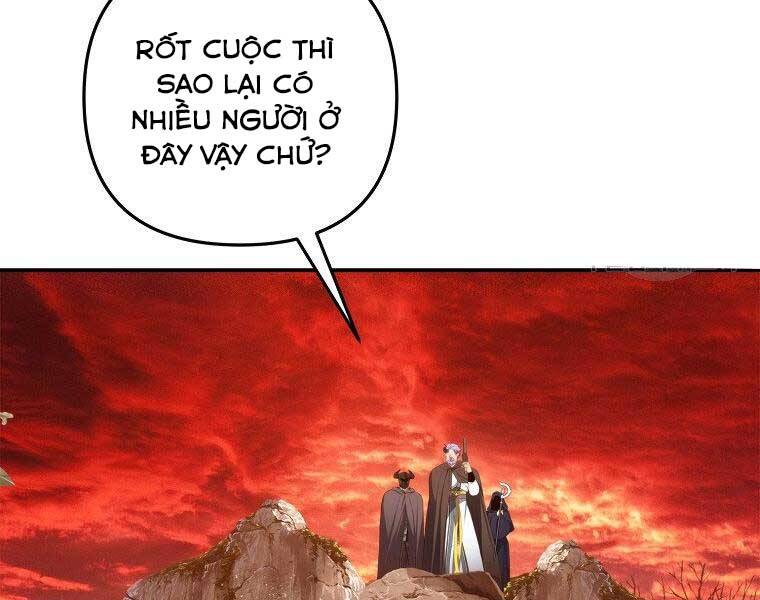 RỐT CUỘC THÌ
SAO LẠI CÓ
NHIỀU NGƯỜI Ở
ĐÂY VẬY CHỨ?